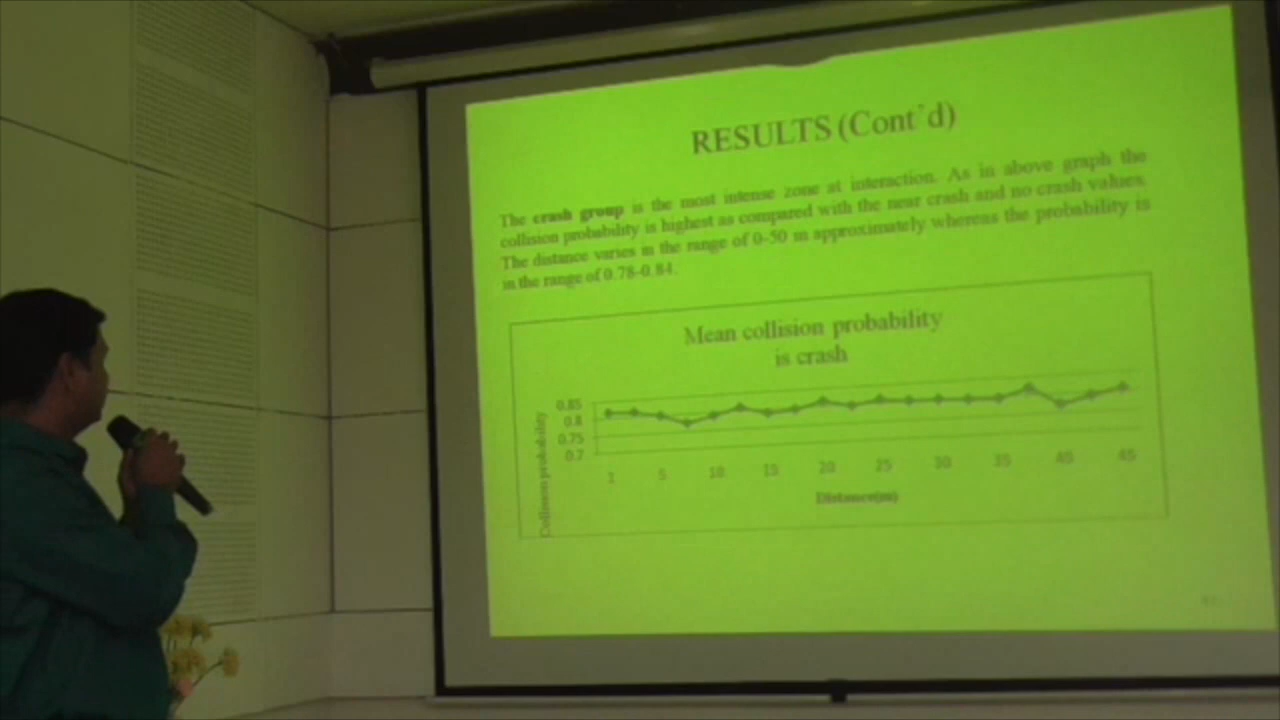 RESULTS (Cont'd)
The crash group is the most intense zone at interaction. As in above graph the
collision probability is highest as compared with the near crash and no crash values.
The distance varies in the range of 0-50 m approximately whereas the probability is
in the range of 0.78-0.84.
Mean collision probability
is crash
0.85
0.8
0.75
0.7
Collision probability
1 5 10 15 20 25 30 35 45 45
Distance(m)